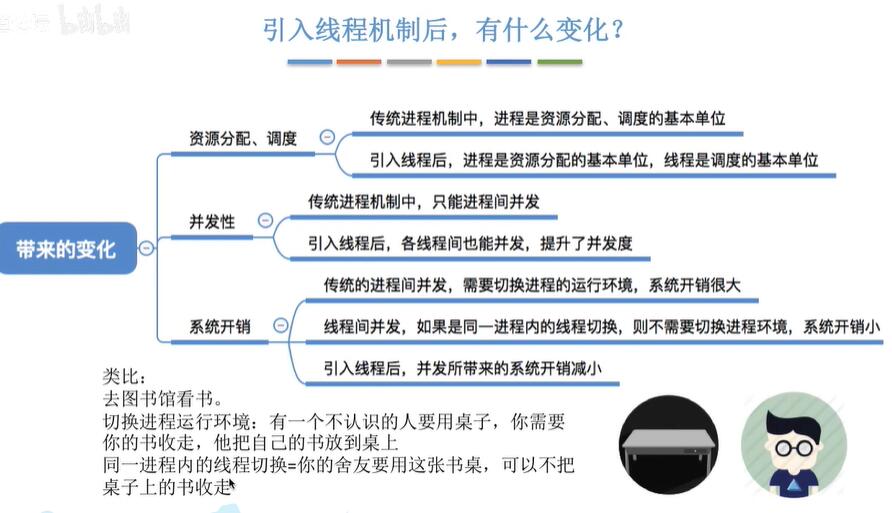 bilibili
引入线程机制后，有什么变化？
带来的变化
资源分配、调度
传统进程机制中，进程是资源分配、调度的基本单位
引入线程后，进程是资源分配的基本单位，线程是调度的基本单位
并发性
传统进程机制中，只能进程间并发
引入线程后，各线程间也能并发，提升了并发度
系统开销
传统的进程间并发，需要切换进程的运行环境，系统开销很大
线程间并发，如果是同一进程内的线程切换，则不需要切换进程环境，系统开销小
引入线程后，并发所带来的系统开销减小
类比：
去图书馆看书。
切换进程运行环境：有一个不认识的人要用桌子，你需要
你的书收走，他把自己的书放到桌上
同一进程内的线程切换=你的舍友要用这张书桌，可以不把
桌子上的书收走